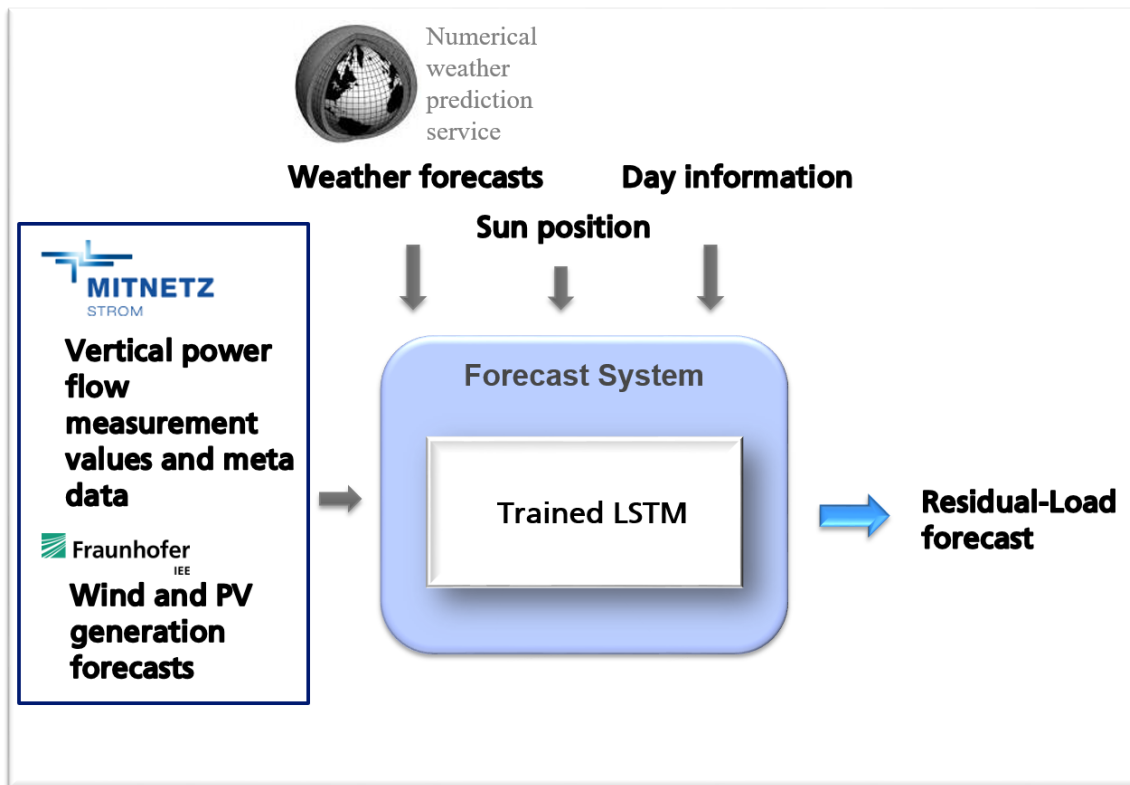 Numerical
weather
prediction
service
Weather forecasts
Day information
Sun position
MITNETZ
STROM
Vertical power
flow
measurement
values and meta
data
Fraunhofer
IEE
Wind and PV
generation
forecasts
Forecast System
Trained LSTM
Residual-Load
forecast